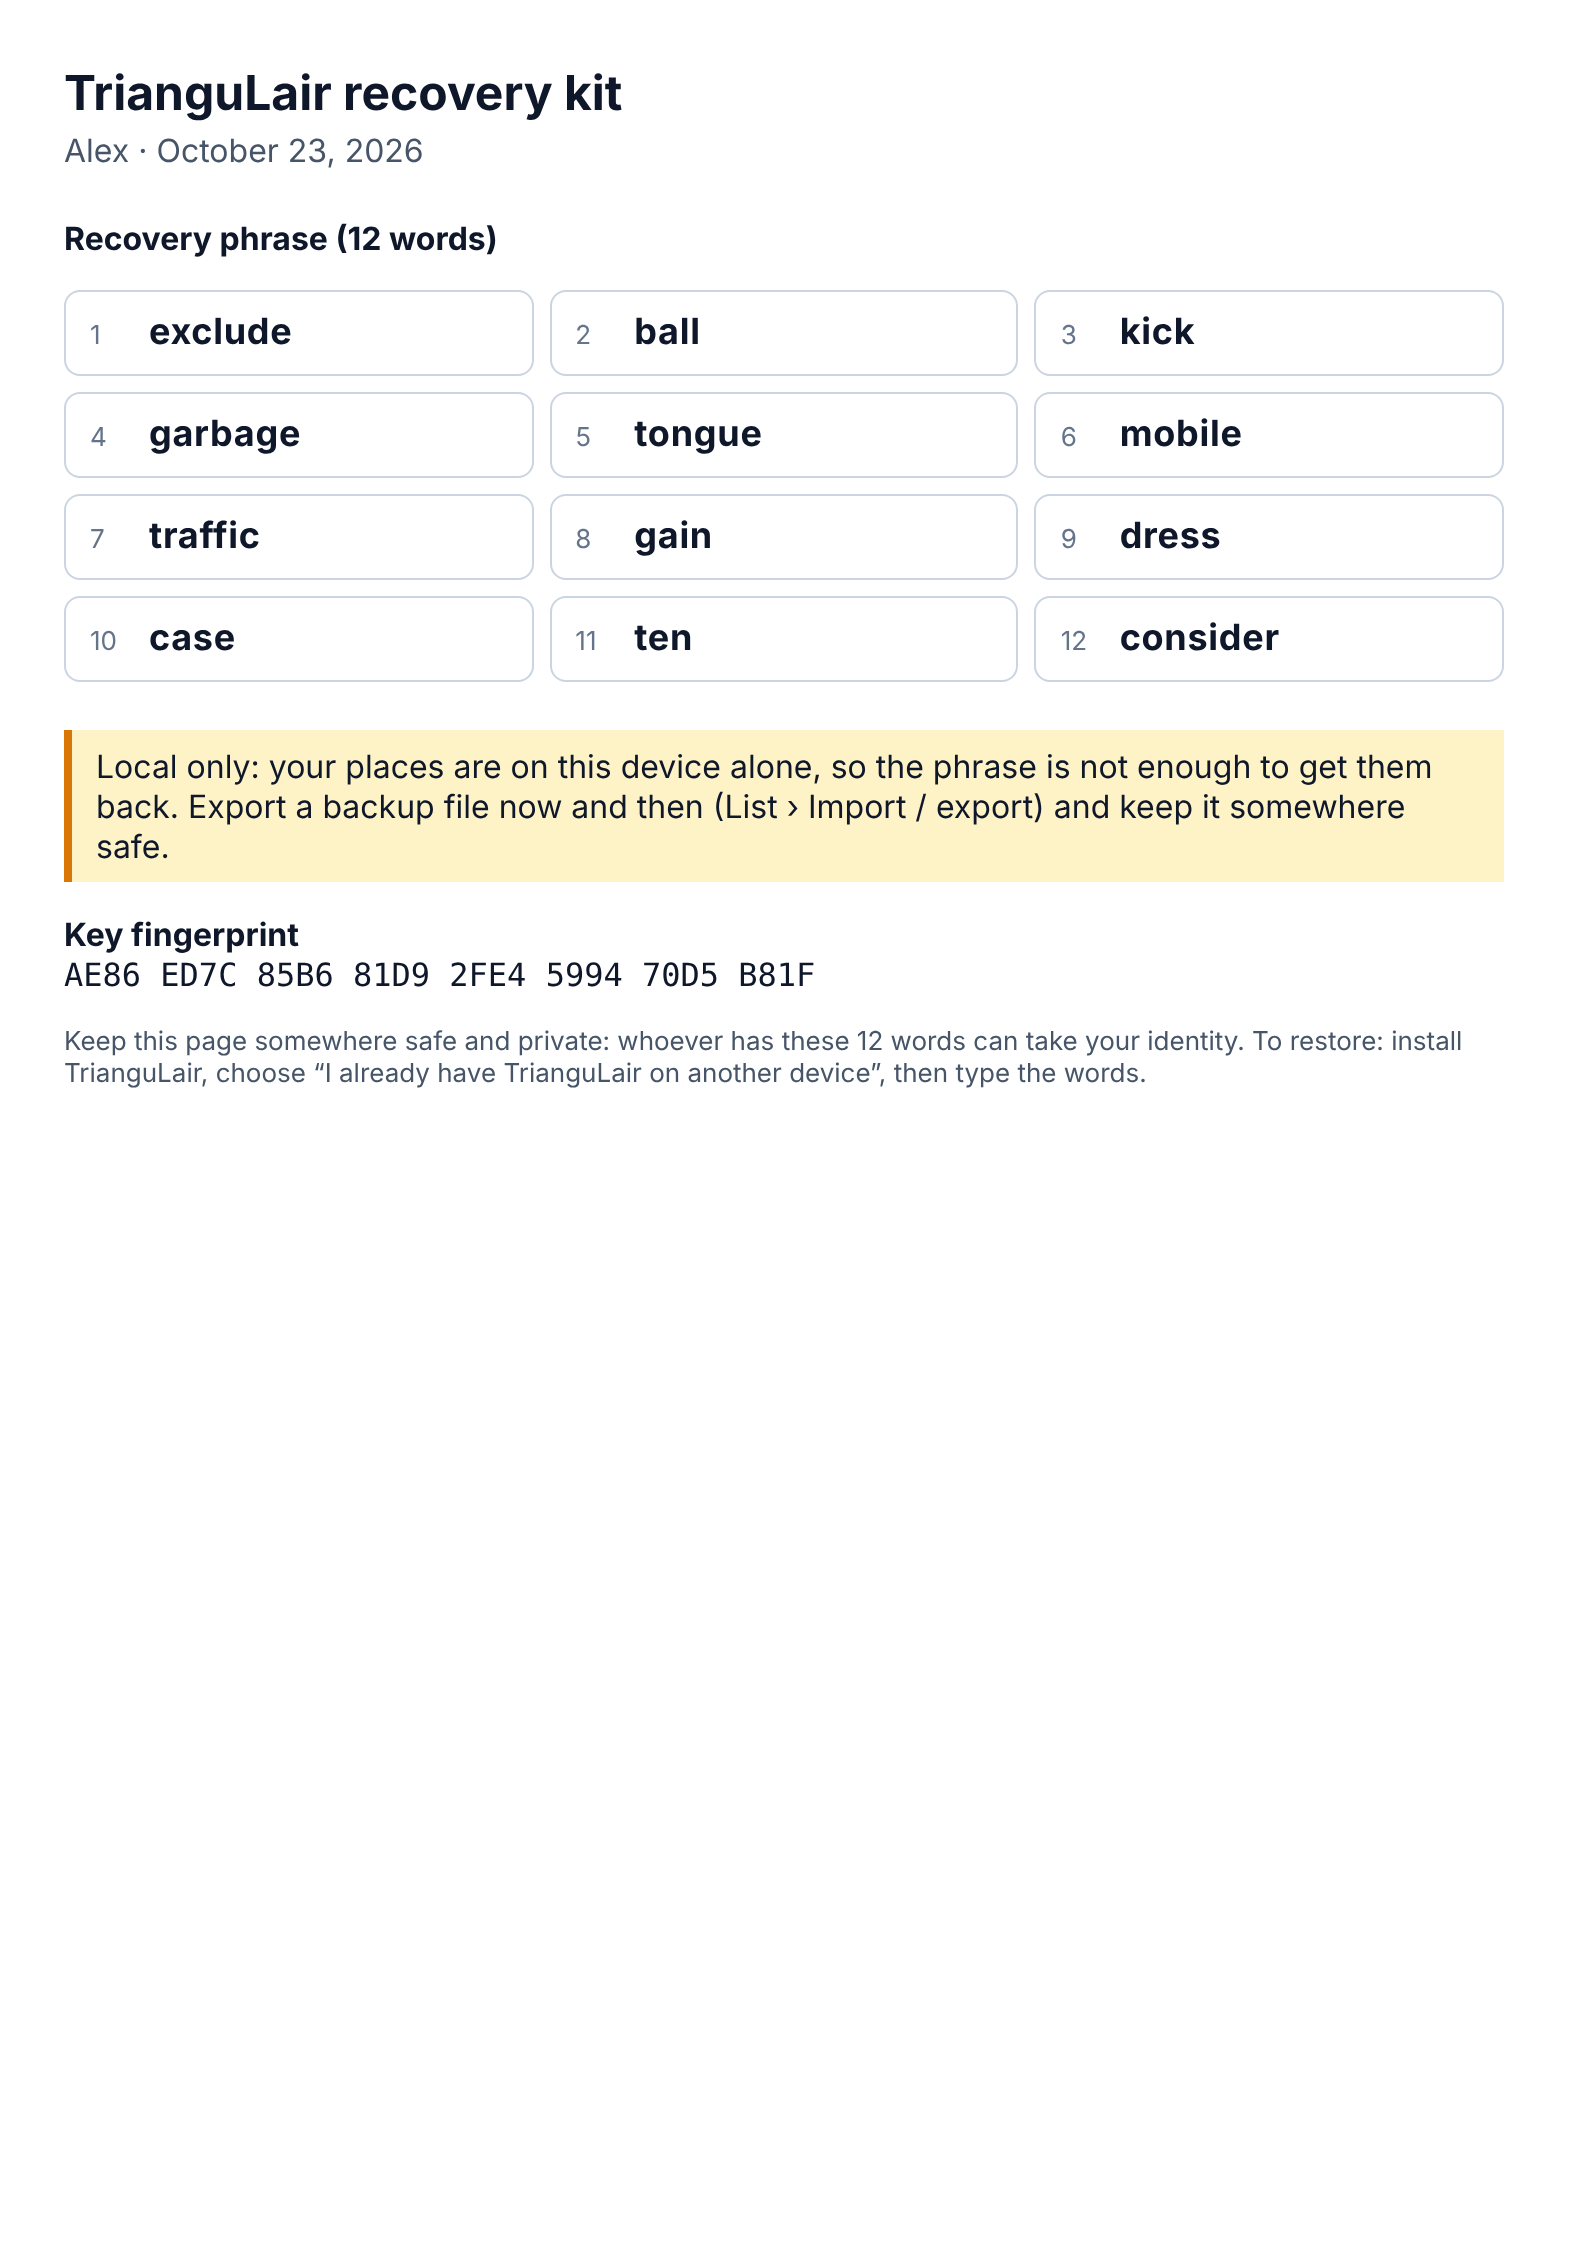 TrianguLair recovery kit
Alex · October 23, 2026
Recovery phrase (12 words)
1 exclude
2 ball
3 kick
4 garbage
5 tongue
6 mobile
7 traffic
8 gain
9 dress
10 case
11 ten
12 consider
Local only: your places are on this device alone, so the phrase is not enough to get them
back. Export a backup file now and then (List › Import / export) and keep it somewhere
safe.
Key fingerprint
AE86 ED7C 85B6 81D9 2FE4 5994 70D5 B81F
Keep this page somewhere safe and private: whoever has these 12 words can take your identity. To restore: install
TrianguLair, choose “I already have TrianguLair on another device”, then type the words.